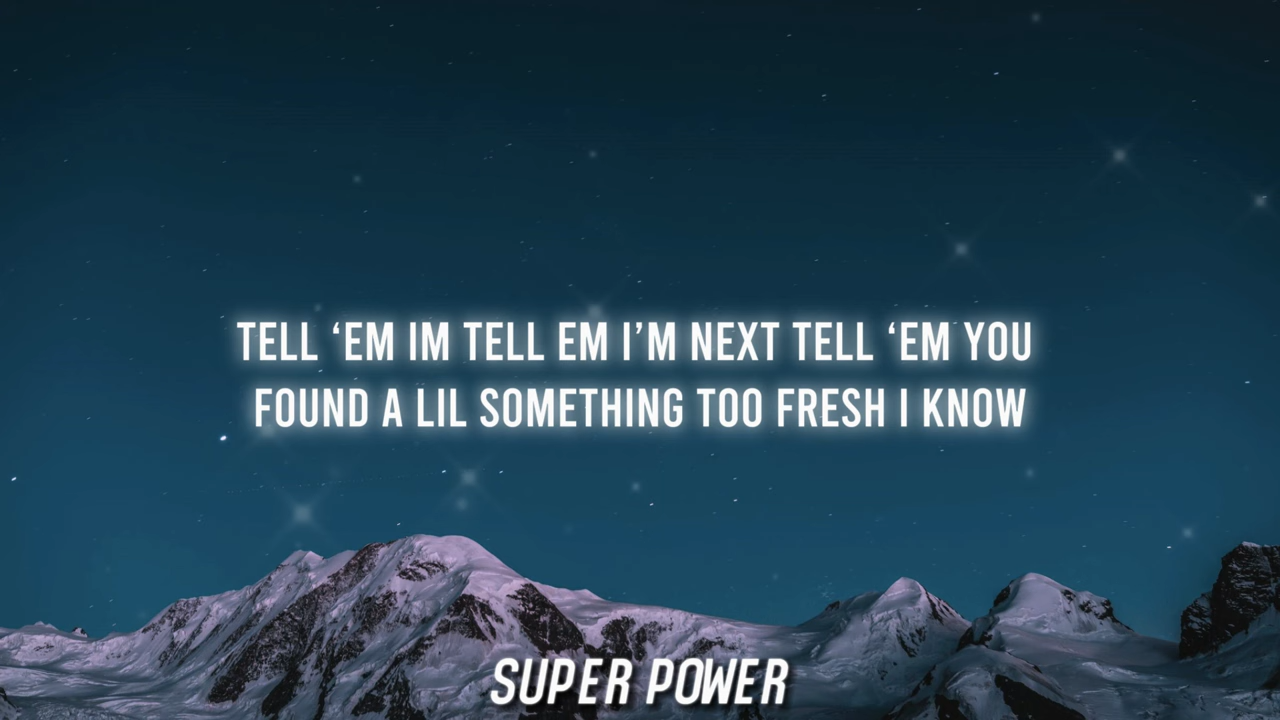 TELL ‘EM IM TELL EM I’M NEXT TELL ‘EM YOU
FOUND A LIL SOMETHING TOO FRESH I KNOW
SUPER POWER